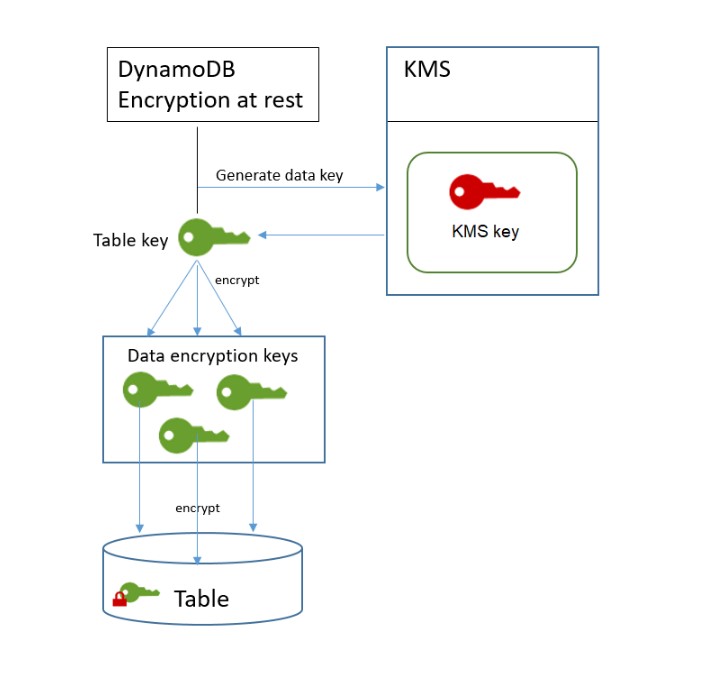 DynamoDB
Encryption at rest
KMS
Generate data key
KMS key
Table key
encrypt
Data encryption keys
encrypt
Table